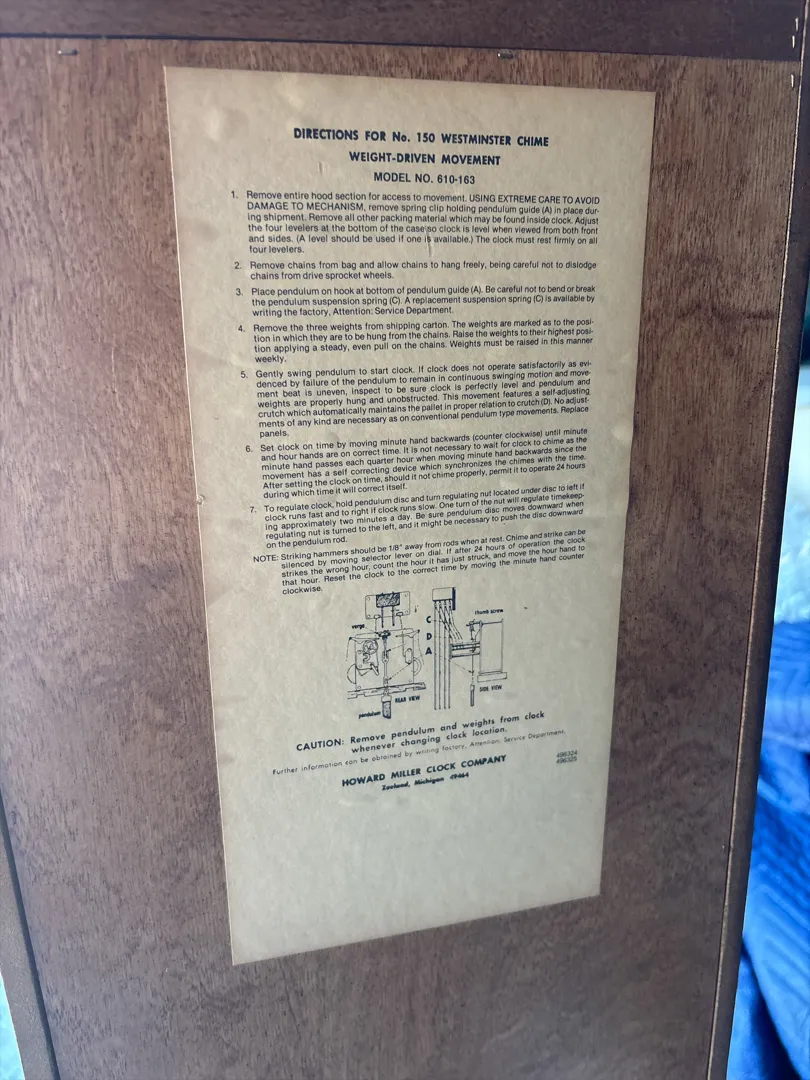 DIRECTIONS FOR No. 150 WESTMINSTER CHIME
WEIGHT-DRIVEN MOVEMENT
MODEL NO. 610-163
1. Remove entire hood section for access to movement. USING EXTREME CARE TO AVOID
DAMAGE TO MECHANISM, remove spring clip holding pendulum guide (A) in place dur-
ing shipment. Remove all other packing material which may be found inside clock. Adjust
the four levelers at the bottom of the case so clock is level when viewed from both front
and sides. (A level should be used if one is available.) The clock must rest firmly on all
four levelers.
2. Remove chains from bag and allow chains to hang freely, being careful not to dislodge
chains from drive sprocket wheels.
3. Place pendulum on hook at bottom of pendulum guide (A). Be careful not to bend or break
the pendulum suspension spring (C). A replacement suspension spring (C) is available by
writing the factory, Attention: Service Department.
4. Remove the three weights from shipping carton. The weights are marked as to the posi-
tion in which they are to be hung from the chains. Raise the weights to their highest posi-
tion applying a steady, even pull on the chains. Weights must be raised in this manner
weekly.
5. Gently swing pendulum to start clock. If clock does not operate satisfactorily as evi-
denced by failure of the pendulum to remain in continuous swinging motion and move-
ment beat is uneven, inspect to be sure clock is perfectly level and pendulum and
weights are properly hung and unobstructed. This movement features a self-adjusting
crutch which automatically maintains the pallet in proper relation to crutch (D). No adjust-
ments of any kind are necessary as on conventional pendulum type movements. Replace
panels.
6. Set clock on time by moving minute hand backwards (counter clockwise) until minute
and hour hands are on correct time. It is not necessary to wait for clock to chime as the
minute hand passes each quarter hour when moving minute hand backwards since the
movement has a self correcting device which synchronizes the chimes with the time.
After setting the clock on time, should it not chime properly, permit it to operate 24 hours
during which time it will correct itself.
7. To regulate clock, hold pendulum disc and turn regulating nut located under disc to left if
clock runs fast and to right if clock runs slow. One turn of the nut will regulate timekeep-
ing approximately two minutes a day. Be sure pendulum disc moves downward when
regulating nut is turned to the left, and it might be necessary to push the disc downward
on the pendulum rod.
NOTE: Striking hammers should be 1/8" away from rods when at rest. Chime and strike can be
silenced by moving selector lever on dial. If after 24 hours of operation the clock
strikes the wrong hour, count the hour it has just struck, and move the hour hand to
that hour. Reset the clock to the correct time by moving the minute hand counter
clockwise.
verge
C
D
A
thumb screw
pendulum
REAR VIEW
SIDE VIEW
CAUTION: Remove pendulum and weights from clock
whenever changing clock location.
Further information can be obtained by writing factory, Attention: Service Department.
HOWARD MILLER CLOCK COMPANY
Zeeland, Michigan 49464
496324
496325